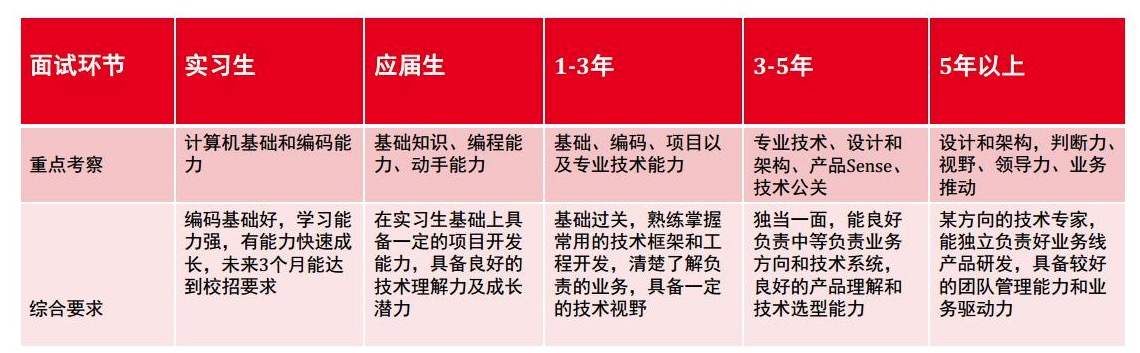 面试环节
实习生
应届生
1-3年
3-5年
5年以上
重点考察
计算机基础和编码能
力
基础知识、编程能
力、动手能力
基础、编码、项目以
及专业技术能力
专业技术、设计和
架构、产品Sense、
技术公关
设计和架构，判断力、
视野、领导力、业务
推动
综合要求
编码基础好，学习能
力强，有能力快速成
长，未来3个月能达
到校招要求
在实习生基础上具
备一定的项目开发
能力，具备良好的
技术理解力及成长
潜力
基础过关，熟练掌握
常用的技术框架和工
程开发，清楚了解负
责的业务，具备一定
的技术视野
独当一面，能良好
负责中等负责业务
方向和技术系统，
良好的产品理解和
技术选型能力
某方向的技术专家，
能独立负责好业务线
产品研发，具备较好
的团队管理能力和业
务驱动力